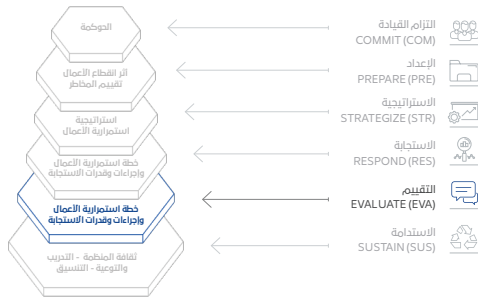 الحوكمة
التزام القيادة
COMMIT (COM)
أثر انقطاع الأعمال
تقييم المخاطر
الإعداد
PREPARE (PRE)
استراتيجية
استمرارية الأعمال
الاستراتيجية
STRATEGIZE (STR)
خطة استمرارية الأعمال
وإجراءات وقدرات الاستجابة
الاستجابة
RESPOND (RES)
خطة استمرارية الأعمال
وإجراءات وقدرات الاستجابة
التقييم
EVALUATE (EVA)
ثقافة المنظمة - التدريب
والتوعية - التنسيق
الاستدامة
SUSTAIN (SUS)